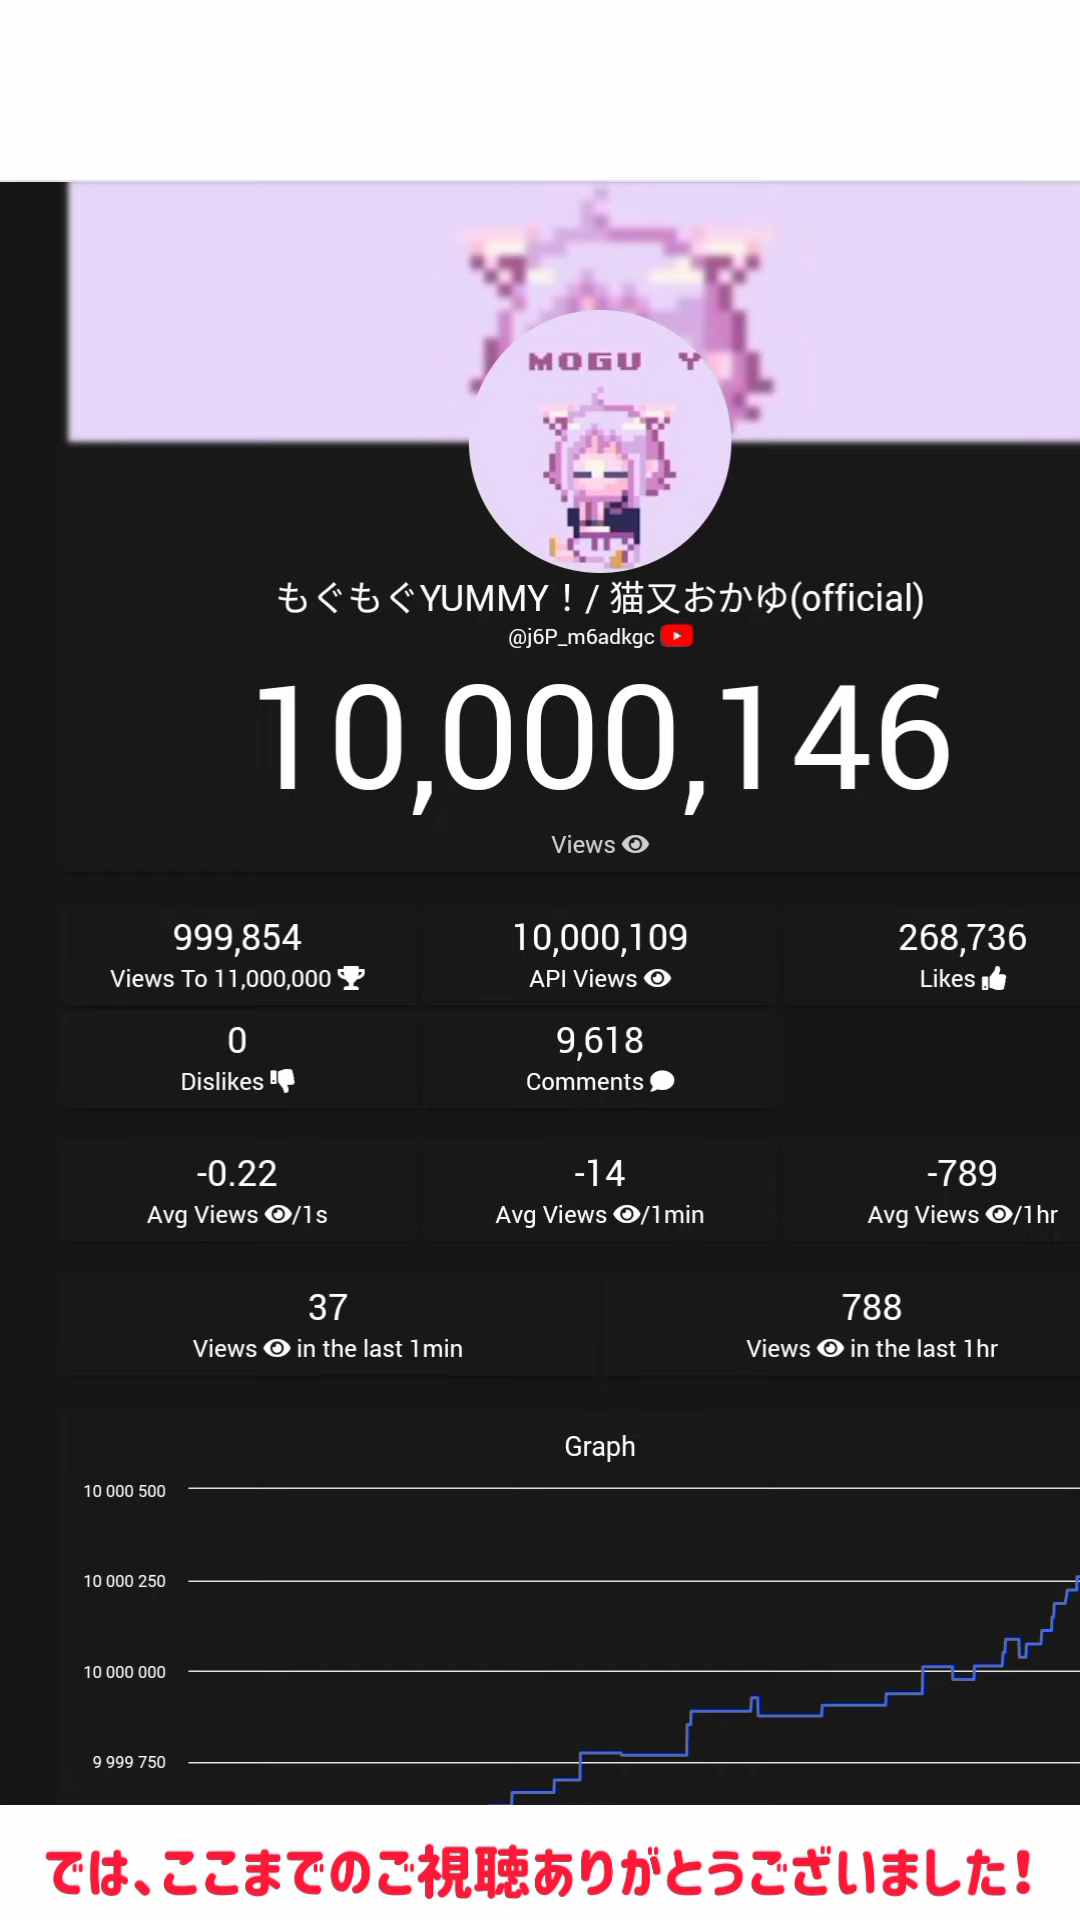 MOGU Y
もぐもぐYUMMY！/ 猫又おかゆ(official)
@j6P_m6adkgc
10,000,146
Views
999,854
Views To 11,000,000
10,000,109
API Views
268,736
Likes
0
Dislikes
9,618
Comments
-0.22
Avg Views /1s
-14
Avg Views /1min
-789
Avg Views /1hr
37
Views in the last 1min
788
Views in the last 1hr
Graph
10 000 500
10 000 250
10 000 000
9 999 750
では、ここまでのご視聴ありがとうございました！